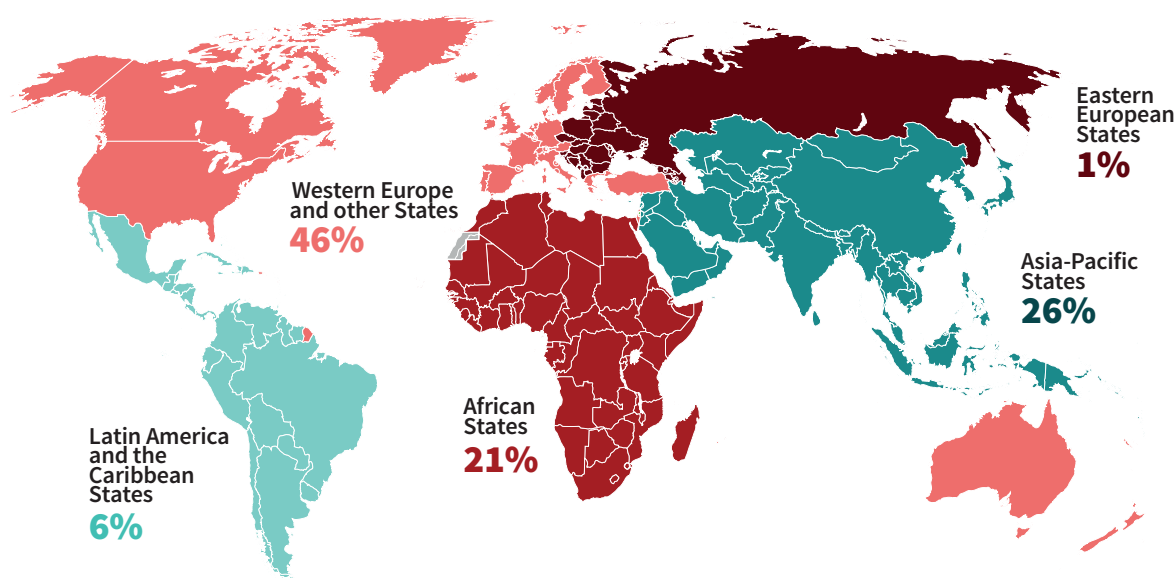 Eastern
European
States
1%
Western Europe
and other States
46%
Asia-Pacific
States
26%
African
States
21%
Latin America
and the
Caribbean
States
6%